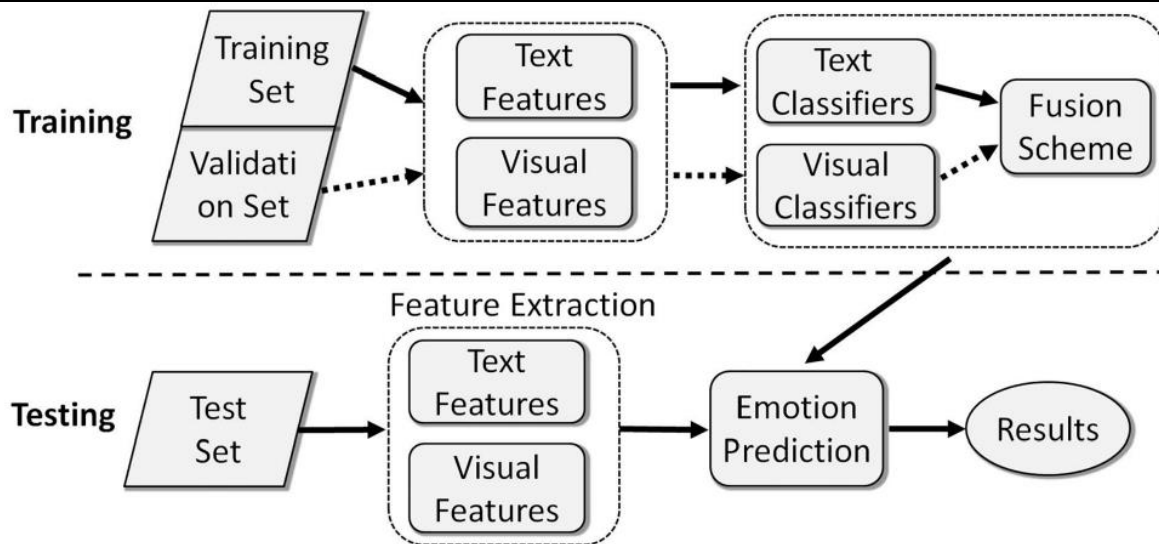 Training
Training
Set
Validati
on Set
Text
Features
Visual
Features
Text
Classifiers
Visual
Classifiers
Fusion
Scheme
Feature Extraction
Testing
Test
Set
Text
Features
Visual
Features
Emotion
Prediction
Results